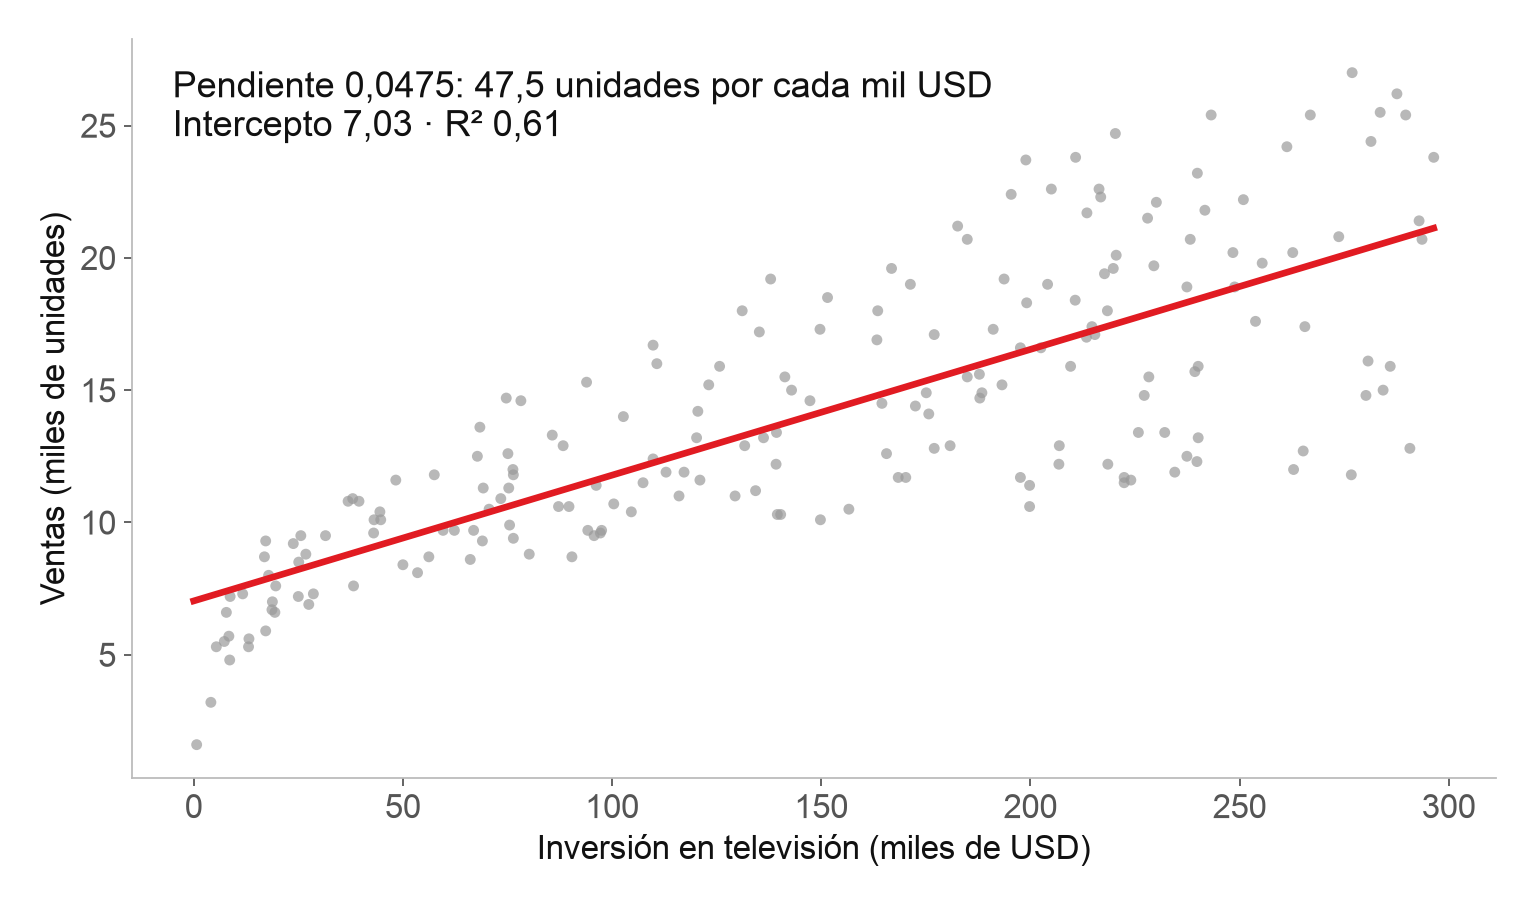 Pendiente 0,0475: 47,5 unidades por cada mil USD
Intercepto 7,03 · R² 0,61
Ventas (miles de unidades)
25
20
15
10
5
0 50 100 150 200 250 300
Inversión en televisión (miles de USD)